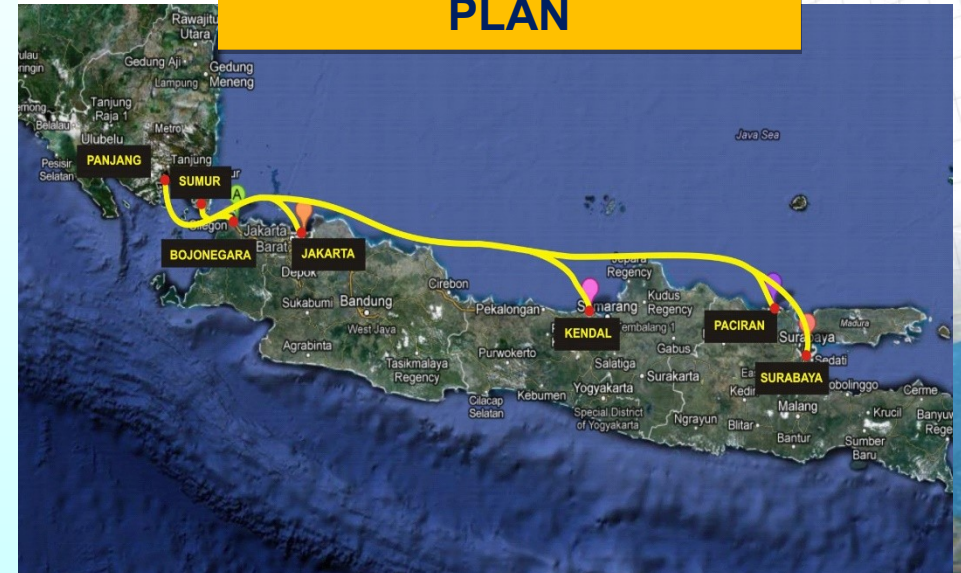 PLAN
Rawajitu
Utara
Gedung Aji
Gedung
Meneng
Lampung
Tanjung
Raja 1
Metro
Belalau
Ulubelu
Pesisir
Selatan
PANJANG
Tanjung
SUMUR
A
Java Sea
BOJONEGARA
Jakarta
Barat
JAKARTA
Depok
Cirebon
Sukabumi
Bandung
West Java
Agrabinta
Tasikmalaya
Regency
Pekalongan
Purwokerto
Cilacap
Selatan
Kebumen
Jepara
Regency
Semarang
Kudus
Regency
KENDAL
Salatiga
Gabus
Surakarta
Yogyakarta
Special District
of Yogyakarta
Ngrayun
Blitar
PACIRAN
Surabaya
Madura
Sedati
SURABAYA
Malang
Bantur
Cerme
Krucil
Sumber
Baru